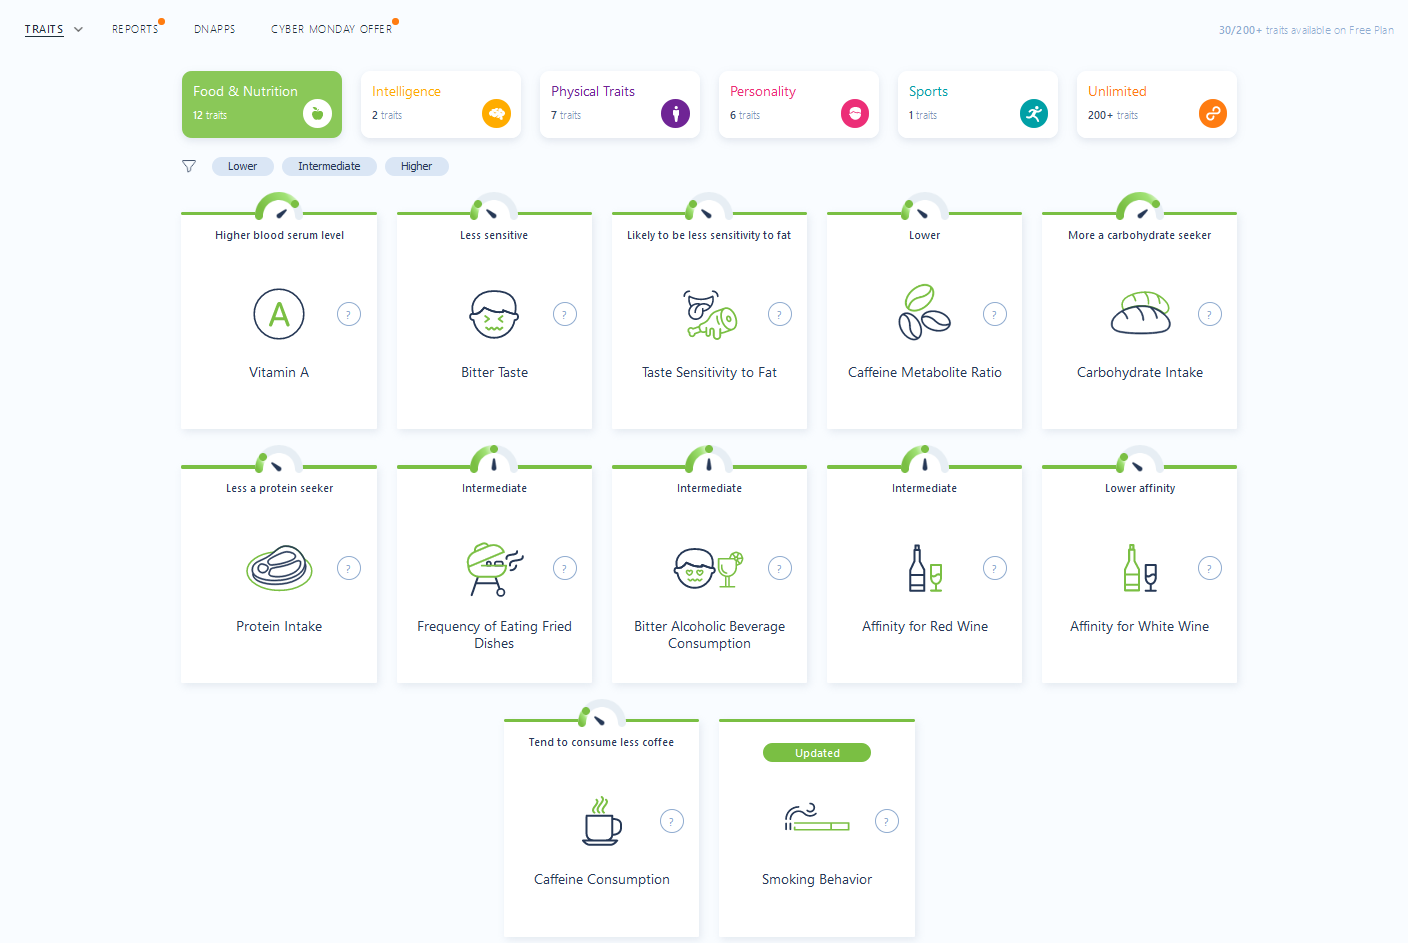 TRAITS
REPORTS
DNAPPS
CYBER MONDAY OFFER
30/200+ traits available on Free Plan
Food & Nutrition
12 traits
Intelligence
2 traits
Physical Traits
7 traits
Personality
6 traits
Sports
1 traits
Unlimited
200+ traits
Lower
Intermediate
Higher
Higher blood serum level
A
?
Vitamin A
Less sensitive
?
Bitter Taste
Likely to be less sensitivity to fat
?
Taste Sensitivity to Fat
Lower
?
Caffeine Metabolite Ratio
More a carbohydrate seeker
?
Carbohydrate Intake
Less a protein seeker
?
Protein Intake
Intermediate
?
Frequency of Eating Fried
Dishes
Intermediate
?
Bitter Alcoholic Beverage
Consumption
Intermediate
?
Affinity for Red Wine
Lower affinity
?
Affinity for White Wine
Tend to consume less coffee
?
Caffeine Consumption
Updated
?
Smoking Behavior